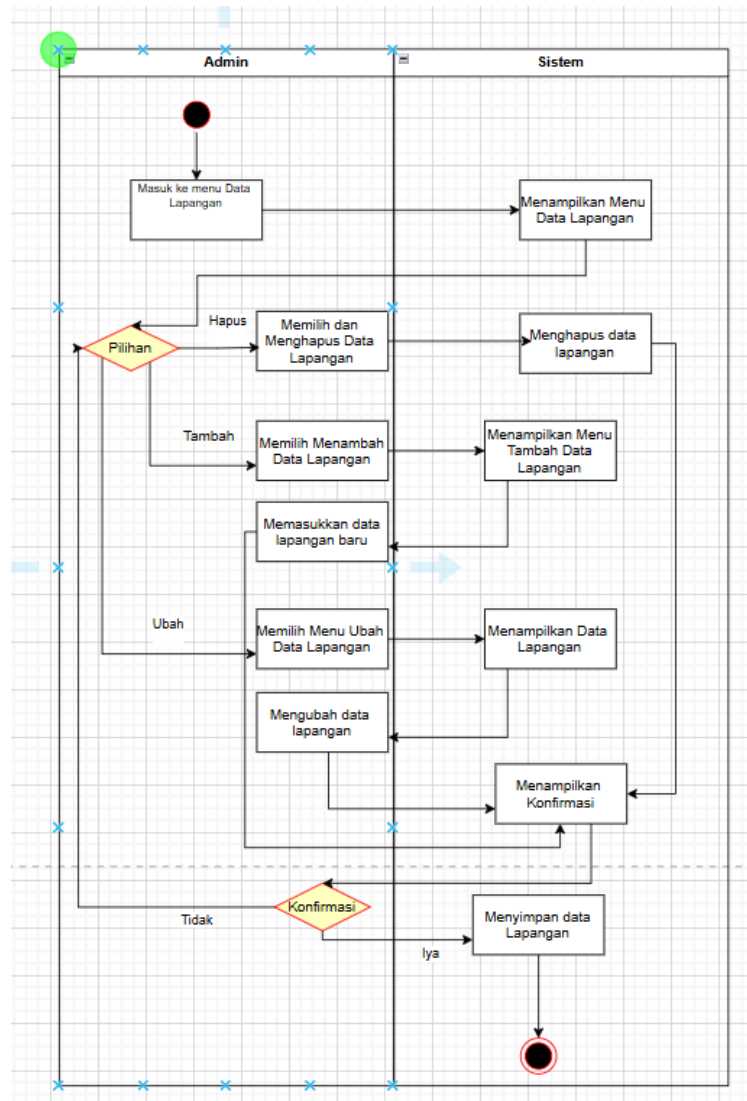 Admin
Sistem
Masuk ke menu Data
Lapangan
Menampilkan Menu
Data Lapangan
Pilihan
Hapus
Memilih dan
Menghapus Data
Lapangan
Menghapus data
lapangan
Tambah
Memilih Menambah
Data Lapangan
Menampilkan Menu
Tambah Data
Lapangan
Memasukkan data
lapangan baru
Ubah
Memilih Menu Ubah
Data Lapangan
Menampilkan Data
Lapangan
Mengubah data
lapangan
Menampilkan
Konfirmasi
Konfirmasi
Tidak
Iya
Menyimpan data
Lapangan